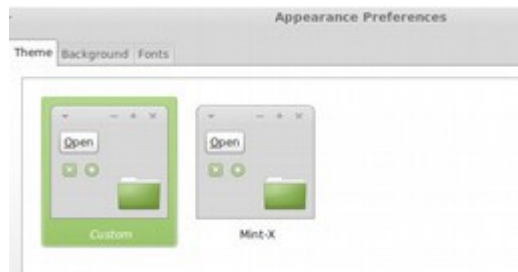 Appearance Preferences
Theme Background Fonts
Open Open
Custom Mint-X